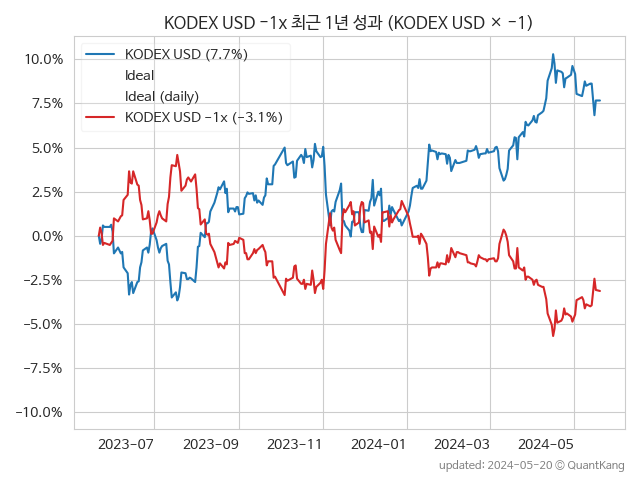 KODEX USD −1x 최근 1년 성과 (KODEX USD × −1)
KODEX USD (7.7%)
Ideal
Ideal (daily)
KODEX USD −1x (−3.1%)
10.0%
7.5%
5.0%
2.5%
0.0%
−2.5%
−5.0%
−7.5%
−10.0%
2023-07 2023-09 2023-11 2024-01 2024-03 2024-05
updated: 2024-05-20 © QuantKang